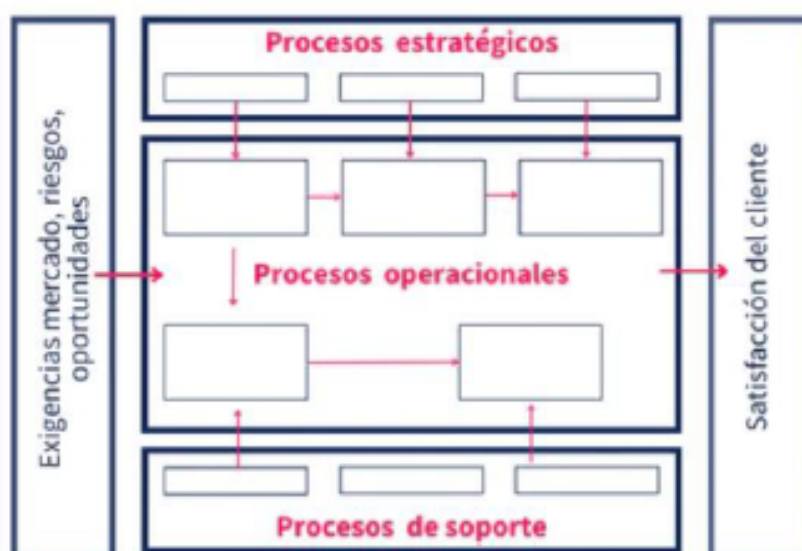 Exigencias mercado, riesgos,
oportunidades
Procesos estratégicos
Procesos operacionales
Procesos de soporte
Satisfacción del cliente